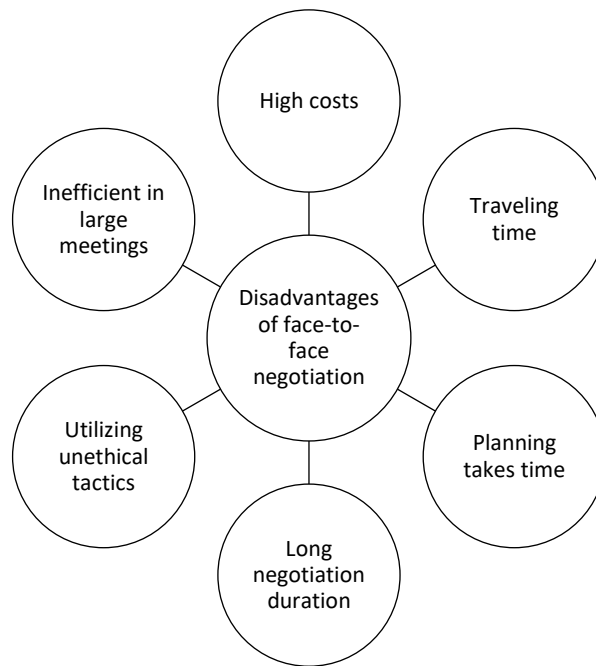 High costs
Inefficient in
large
meetings
Traveling
time
Disadvantages
of face-to-
face
negotiation
Utilizing
unethical
tactics
Planning
takes time
Long
negotiation
duration